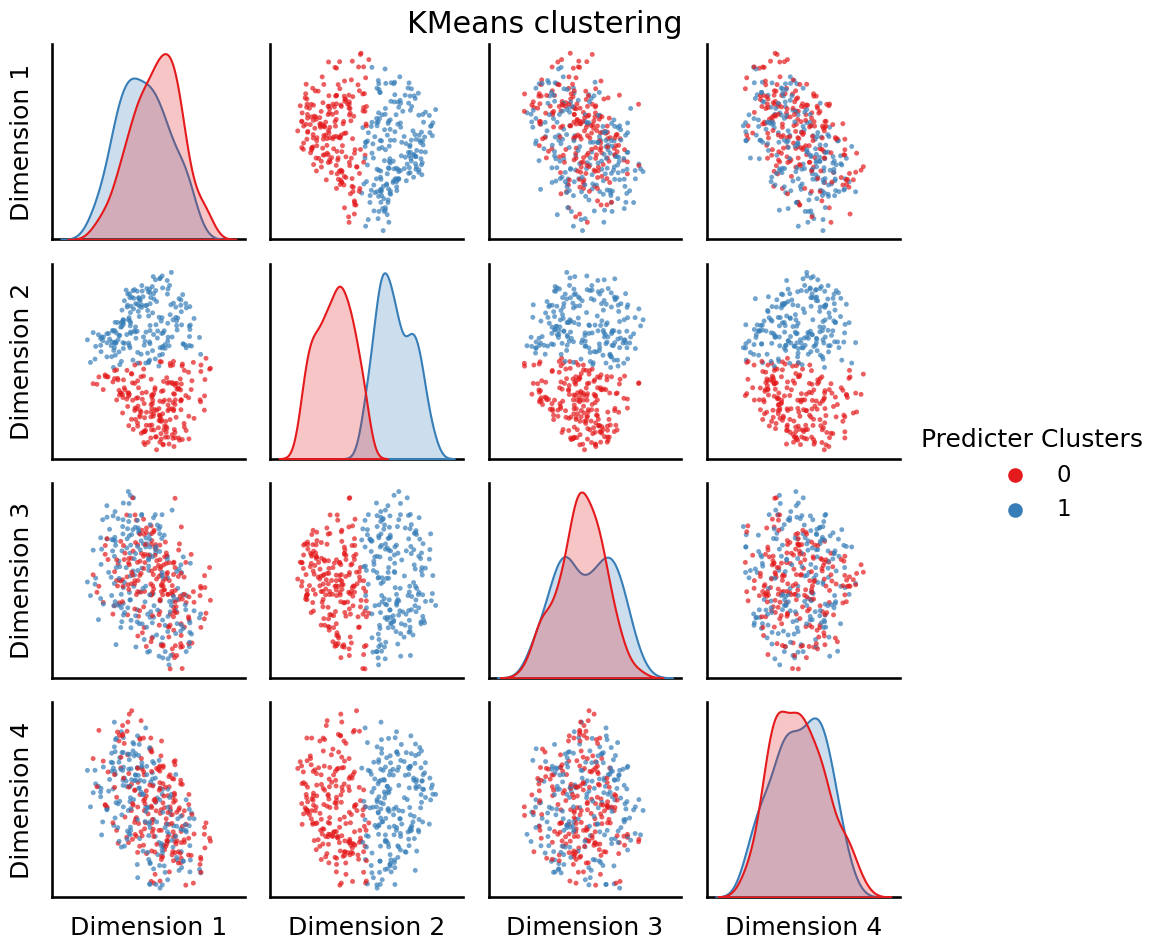 KMeans clustering
Dimension 1
Dimension 2
Dimension 3
Dimension 4
Predicter Clusters
0
1
Dimension 1
Dimension 2
Dimension 3
Dimension 4